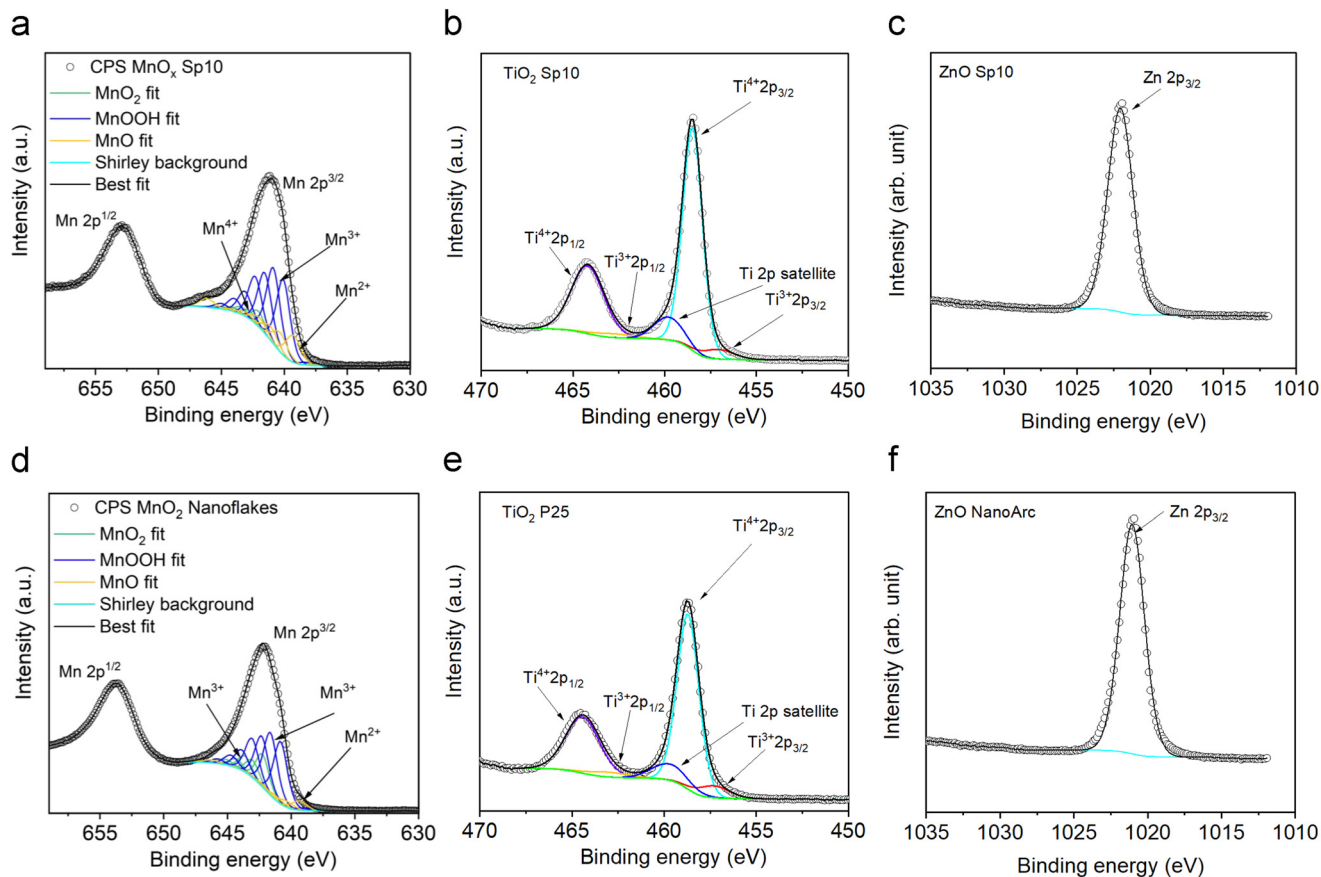 a
CPS MnOₓ Sp10
MnO₂ fit
MnOOH fit
MnO fit
Shirley background
Best fit
Mn 2p¹/²
Mn 2p³/²
Mn⁴⁺
Mn³⁺
Mn²⁺
Intensity (a.u.)
655 650 645 640 635 630
Binding energy (eV)
b
TiO₂ Sp10
Ti⁴⁺2p₃/₂
Ti⁴⁺2p₁/₂
Ti³⁺2p₁/₂
Ti 2p satellite
Ti³⁺2p₃/₂
Intensity (a.u.)
470 465 460 455 450
Binding energy (eV)
c
ZnO Sp10
Zn 2p₃/₂
Intensity (arb. unit)
1035 1030 1025 1020 1015 1010
Binding energy (eV)
d
CPS MnO₂ Nanoflakes
MnO₂ fit
MnOOH fit
MnO fit
Shirley background
Best fit
Mn 2p¹/²
Mn 2p³/²
Mn³⁺
Mn³⁺
Mn²⁺
Intensity (a.u.)
655 650 645 640 635 630
Binding energy (eV)
e
TiO₂ P25
Ti⁴⁺2p₃/₂
Ti⁴⁺2p₁/₂
Ti³⁺2p₁/₂
Ti 2p satellite
Ti³⁺2p₃/₂
Intensity (a.u.)
470 465 460 455 450
Binding energy (eV)
f
ZnO NanoArc
Zn 2p₃/₂
Intensity (arb. unit)
1035 1030 1025 1020 1015 1010
Binding energy (eV)